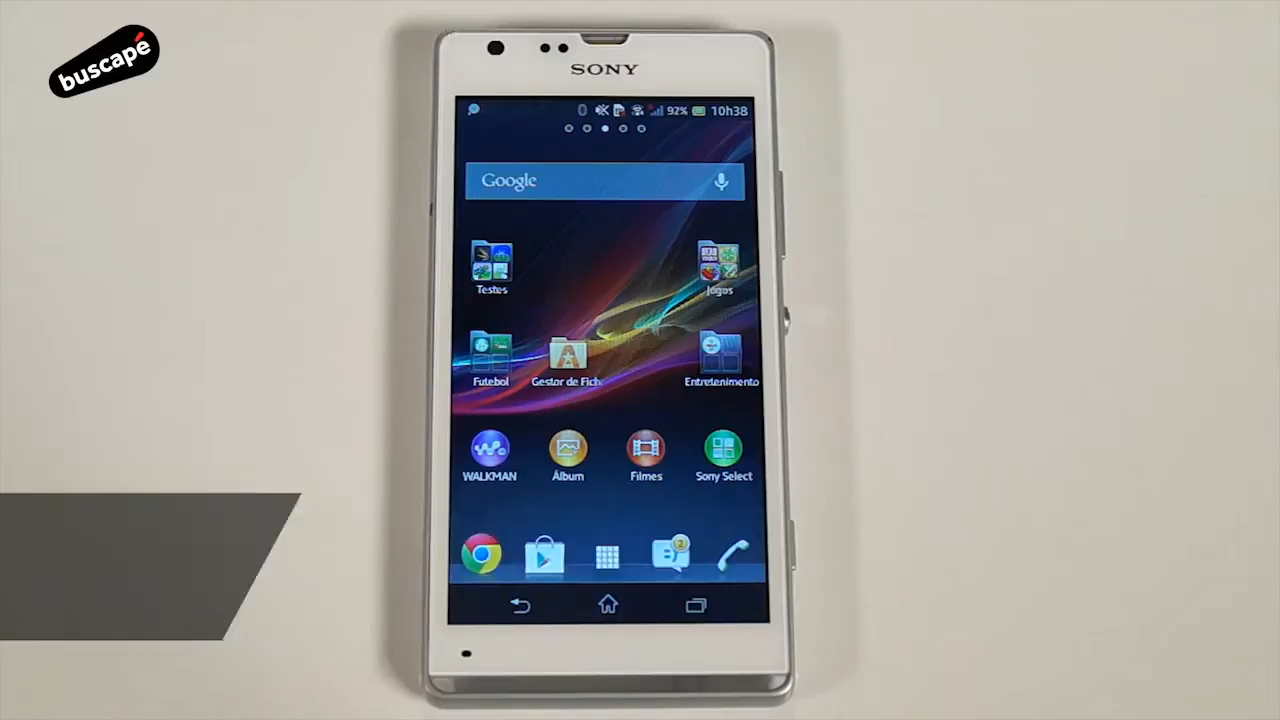 buscapé
SONY
92% 10h38
Google
Testes
Jogos
Futebol
Gestor de Fich
Entretenimento
WALKMAN
Álbum
Filmes
Sony Select
2